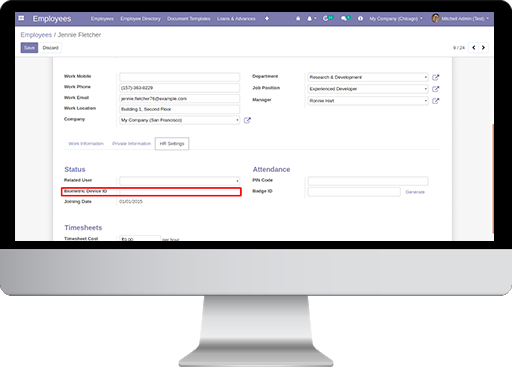 Employees Employees Employee Directory Document Templates Loans & Advances + My Company (Chicago) Mitchell Admin (Test)
Employees / Jennie Fletcher
Save Discard 9 / 24
Work Mobile
Department Research & Development
Work Phone (157)-363-8229
Job Position Experienced Developer
Work Email jennie.fletcher76@example.com
Manager Ronnie Hart
Work Location Building 1, Second Floor
Company My Company (San Francisco)
Work Information Private Information HR Settings
Status Attendance
Related User PIN Code
Biometric Device ID Badge ID Generate
Joining Date 01/01/2015
Timesheets
Timesheet Cost ₹0.00 per hour